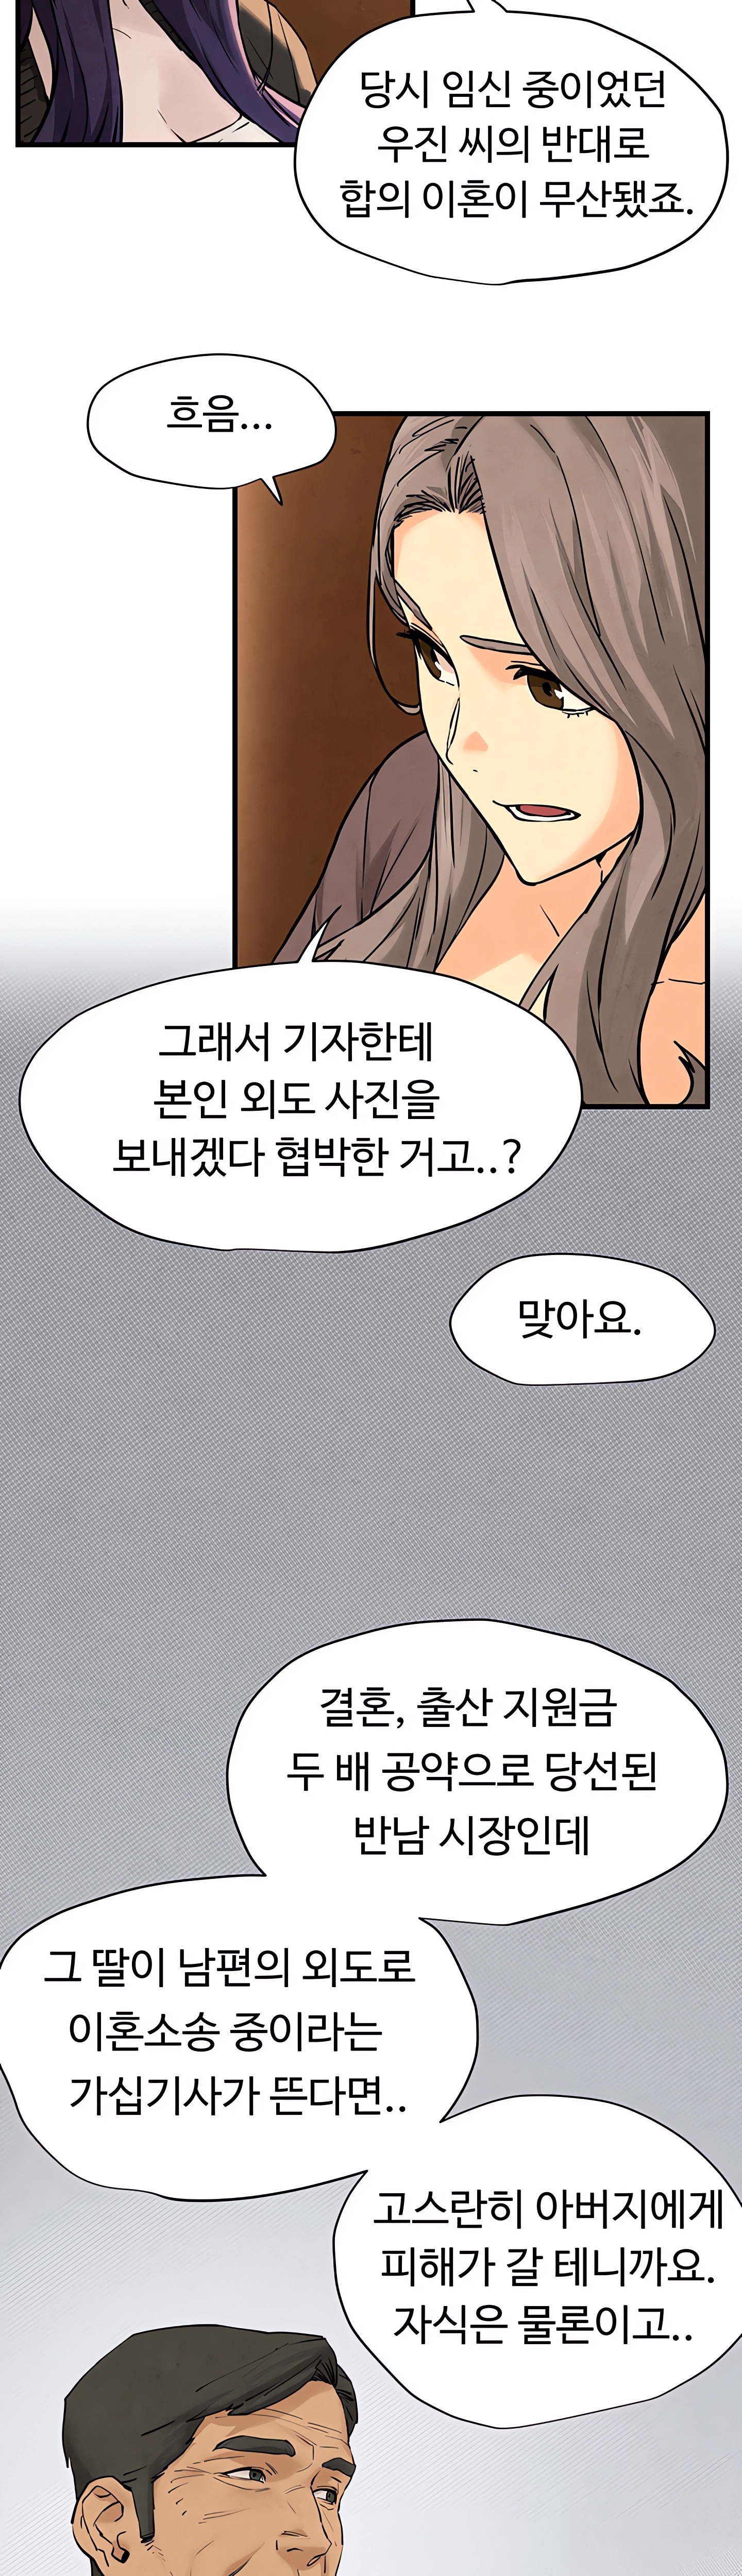 당시 임신 중이었던
우진 씨의 반대로
합의 이혼이 무산됐죠.
흐음...
그래서 기자한테
본인 외도 사진을
보내겠다 협박한 거고..?
맞아요.
결혼, 출산 지원금
두 배 공약으로 당선된
반남 시장인데
그 딸이 남편의 외도로
이혼소송 중이라는
가십기사가 뜬다면..
고스란히 아버지에게
피해가 갈 테니까요.
자식은 물론이고..